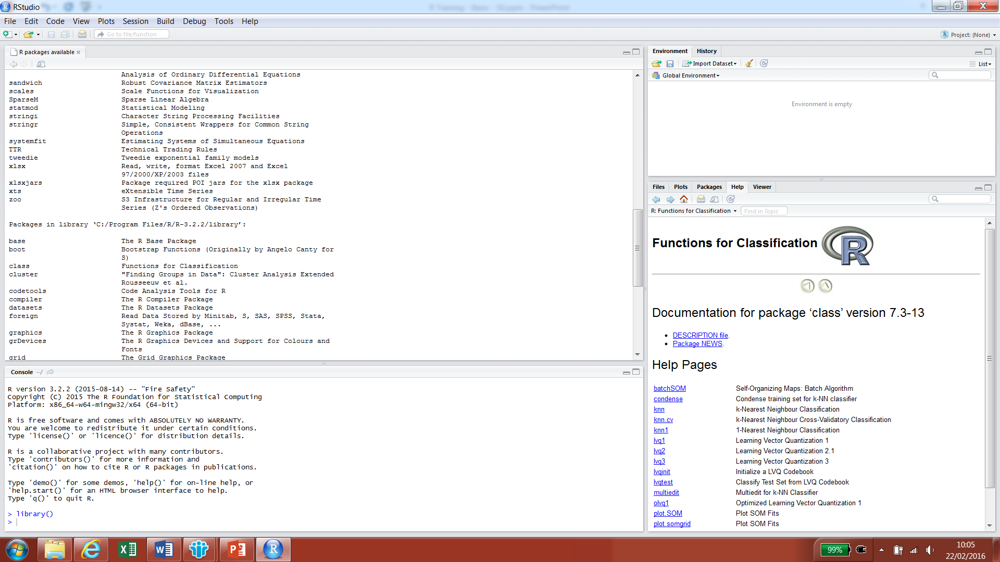 RStudio
R Training - Basic - SG.pptx - PowerPoint
File Edit Code View Plots Session Build Debug Tools Help
Go to file/function
Project: (None)
R packages available
Analysis of Ordinary Differential Equations
sandwich Robust Covariance Matrix Estimators
scales Scale Functions for Visualization
SparseM Sparse Linear Algebra
statmod Statistical Modeling
stringi Character String Processing Facilities
stringr Simple, Consistent Wrappers for Common String
Operations
systemfit Estimating Systems of Simultaneous Equations
TTR Technical Trading Rules
tweedie Tweedie exponential family models
xlsx Read, write, format Excel 2007 and Excel
97/2000/XP/2003 files
xlsxjars Package required POI jars for the xlsx package
xts eXtensible Time Series
zoo S3 Infrastructure for Regular and Irregular Time
Series (Z's Ordered Observations)
Packages in library ‘C:/Program Files/R/R-3.2.2/library’:
base The R Base Package
boot Bootstrap Functions (Originally by Angelo Canty for
S)
class Functions for Classification
cluster "Finding Groups in Data": Cluster Analysis Extended
Rousseeuw et al.
codetools Code Analysis Tools for R
compiler The R Compiler Package
datasets The R Datasets Package
foreign Read Data Stored by Minitab, S, SAS, SPSS, Stata,
Systat, Weka, dBase, ...
graphics The R Graphics Package
grDevices The R Graphics Devices and Support for Colours and
Fonts
grid The Grid Graphics Package
Console ~/
R version 3.2.2 (2015-08-14) -- "Fire Safety"
Copyright (C) 2015 The R Foundation for Statistical Computing
Platform: x86_64-w64-mingw32/x64 (64-bit)
R is free software and comes with ABSOLUTELY NO WARRANTY.
You are welcome to redistribute it under certain conditions.
Type 'license()' or 'licence()' for distribution details.
R is a collaborative project with many contributors.
Type 'contributors()' for more information and
'citation()' on how to cite R or R packages in publications.
Type 'demo()' for some demos, 'help()' for on-line help, or
'help.start()' for an HTML browser interface to help.
Type 'q()' to quit R.
> library()
>
Environment History
Import Dataset
List
Global Environment
Environment is empty
Files Plots Packages Help Viewer
R: Functions for Classification Find in Topic
Functions for Classification R
Documentation for package ‘class’ version 7.3-13
• DESCRIPTION file.
• Package NEWS.
Help Pages
batchSOM Self-Organizing Maps: Batch Algorithm
condense Condense training set for k-NN classifier
knn k-Nearest Neighbour Classification
knn.cv k-Nearest Neighbour Cross-Validatory Classification
knn1 1-Nearest Neighbour Classification
lvq1 Learning Vector Quantization 1
lvq2 Learning Vector Quantization 2.1
lvq3 Learning Vector Quantization 3
lvqinit Initialize a LVQ Codebook
lvqtest Classify Test Set from LVQ Codebook
multiedit Multiedit for k-NN Classifier
olvq1 Optimized Learning Vector Quantization 1
plot.SOM Plot SOM Fits
plot.somgrid Plot SOM Fits
99%
10:05
22/02/2016